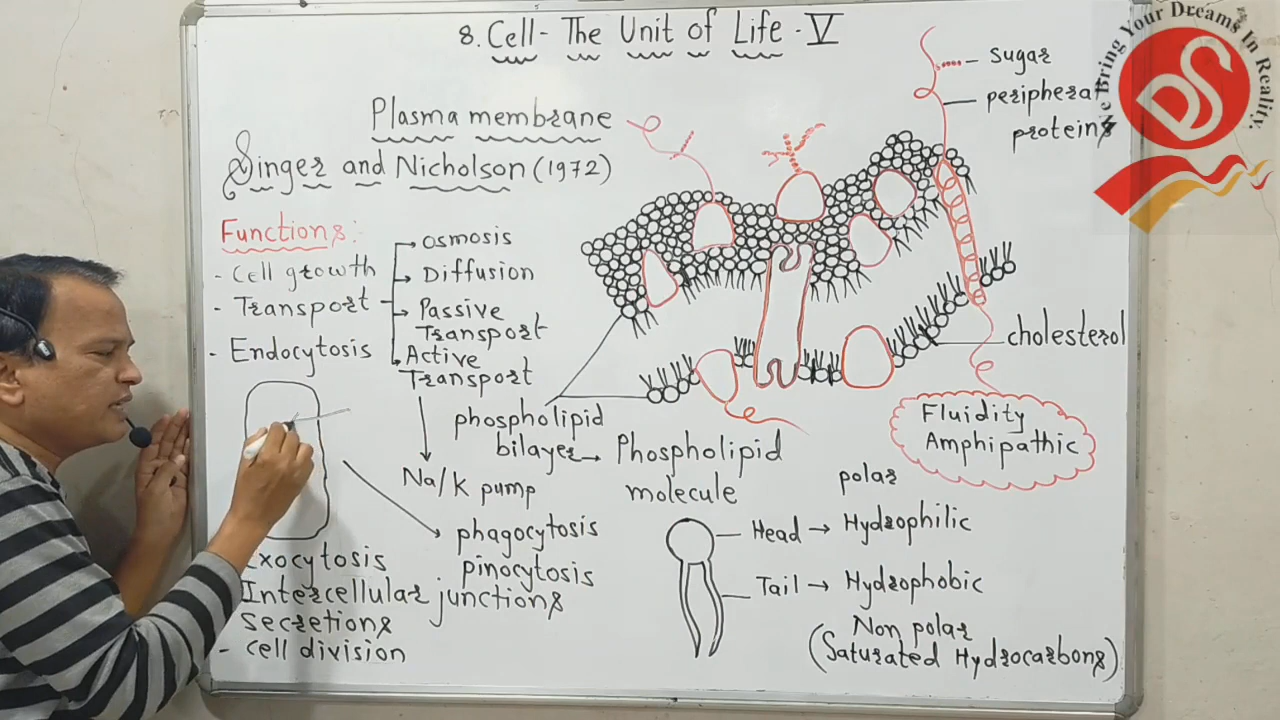 8. Cell - The Unit of Life - V
Plasma membrane
Singer and Nicholson (1972)
Functions:
- Cell growth
- Transport
- Endocytosis
Osmosis
Diffusion
Passive
Transport
Active
Transport
Na/K pump
phagocytosis
pinocytosis
xocytosis
Intercellular junctions
secretions
- cell division
sugar
peripheral
proteins
cholesterol
phospholipid
bilayer
Fluidity
Amphipathic
Phospholipid
molecule
polar
Head → Hydrophilic
Tail → Hydrophobic
Non polar
(Saturated Hydrocarbons)
DS
e Bring Your Dreams In Reality